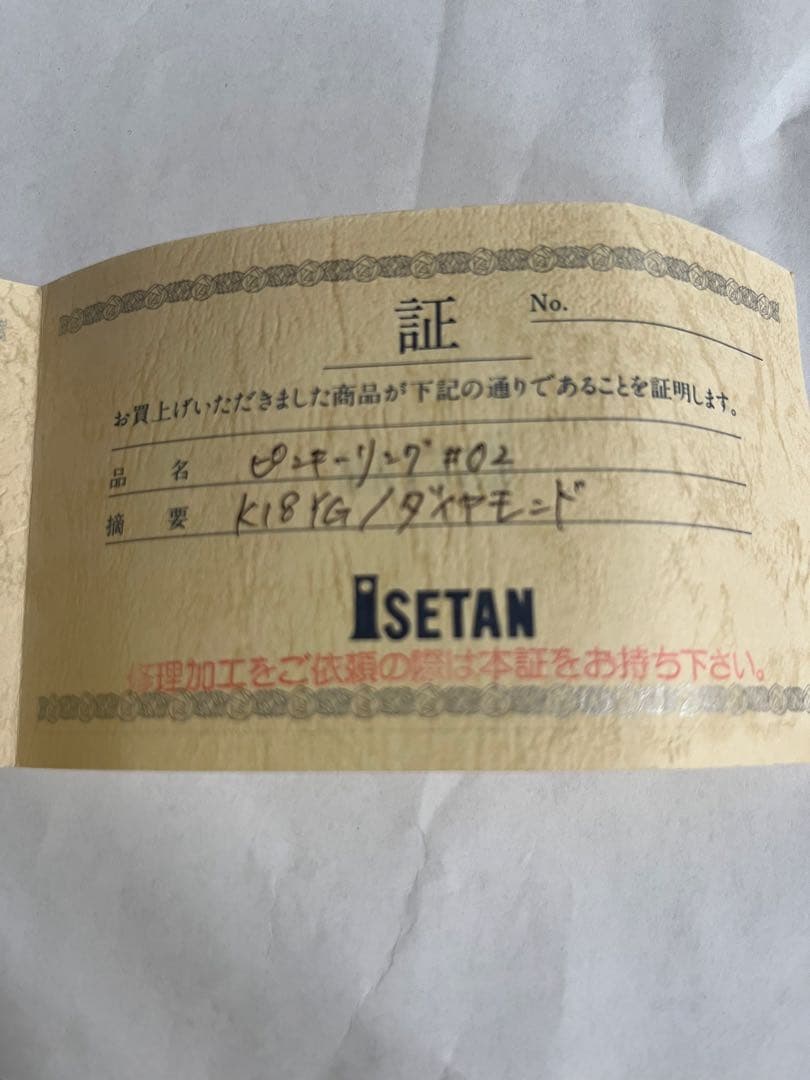 証
No.
お買上げいただきました商品が下記の通りであることを証明します。
品 名 ピンキーリング#02
摘 要 K18YG/ダイヤモンド
ISETAN
修理加工をご依頼の際は本証をお持ち下さい。